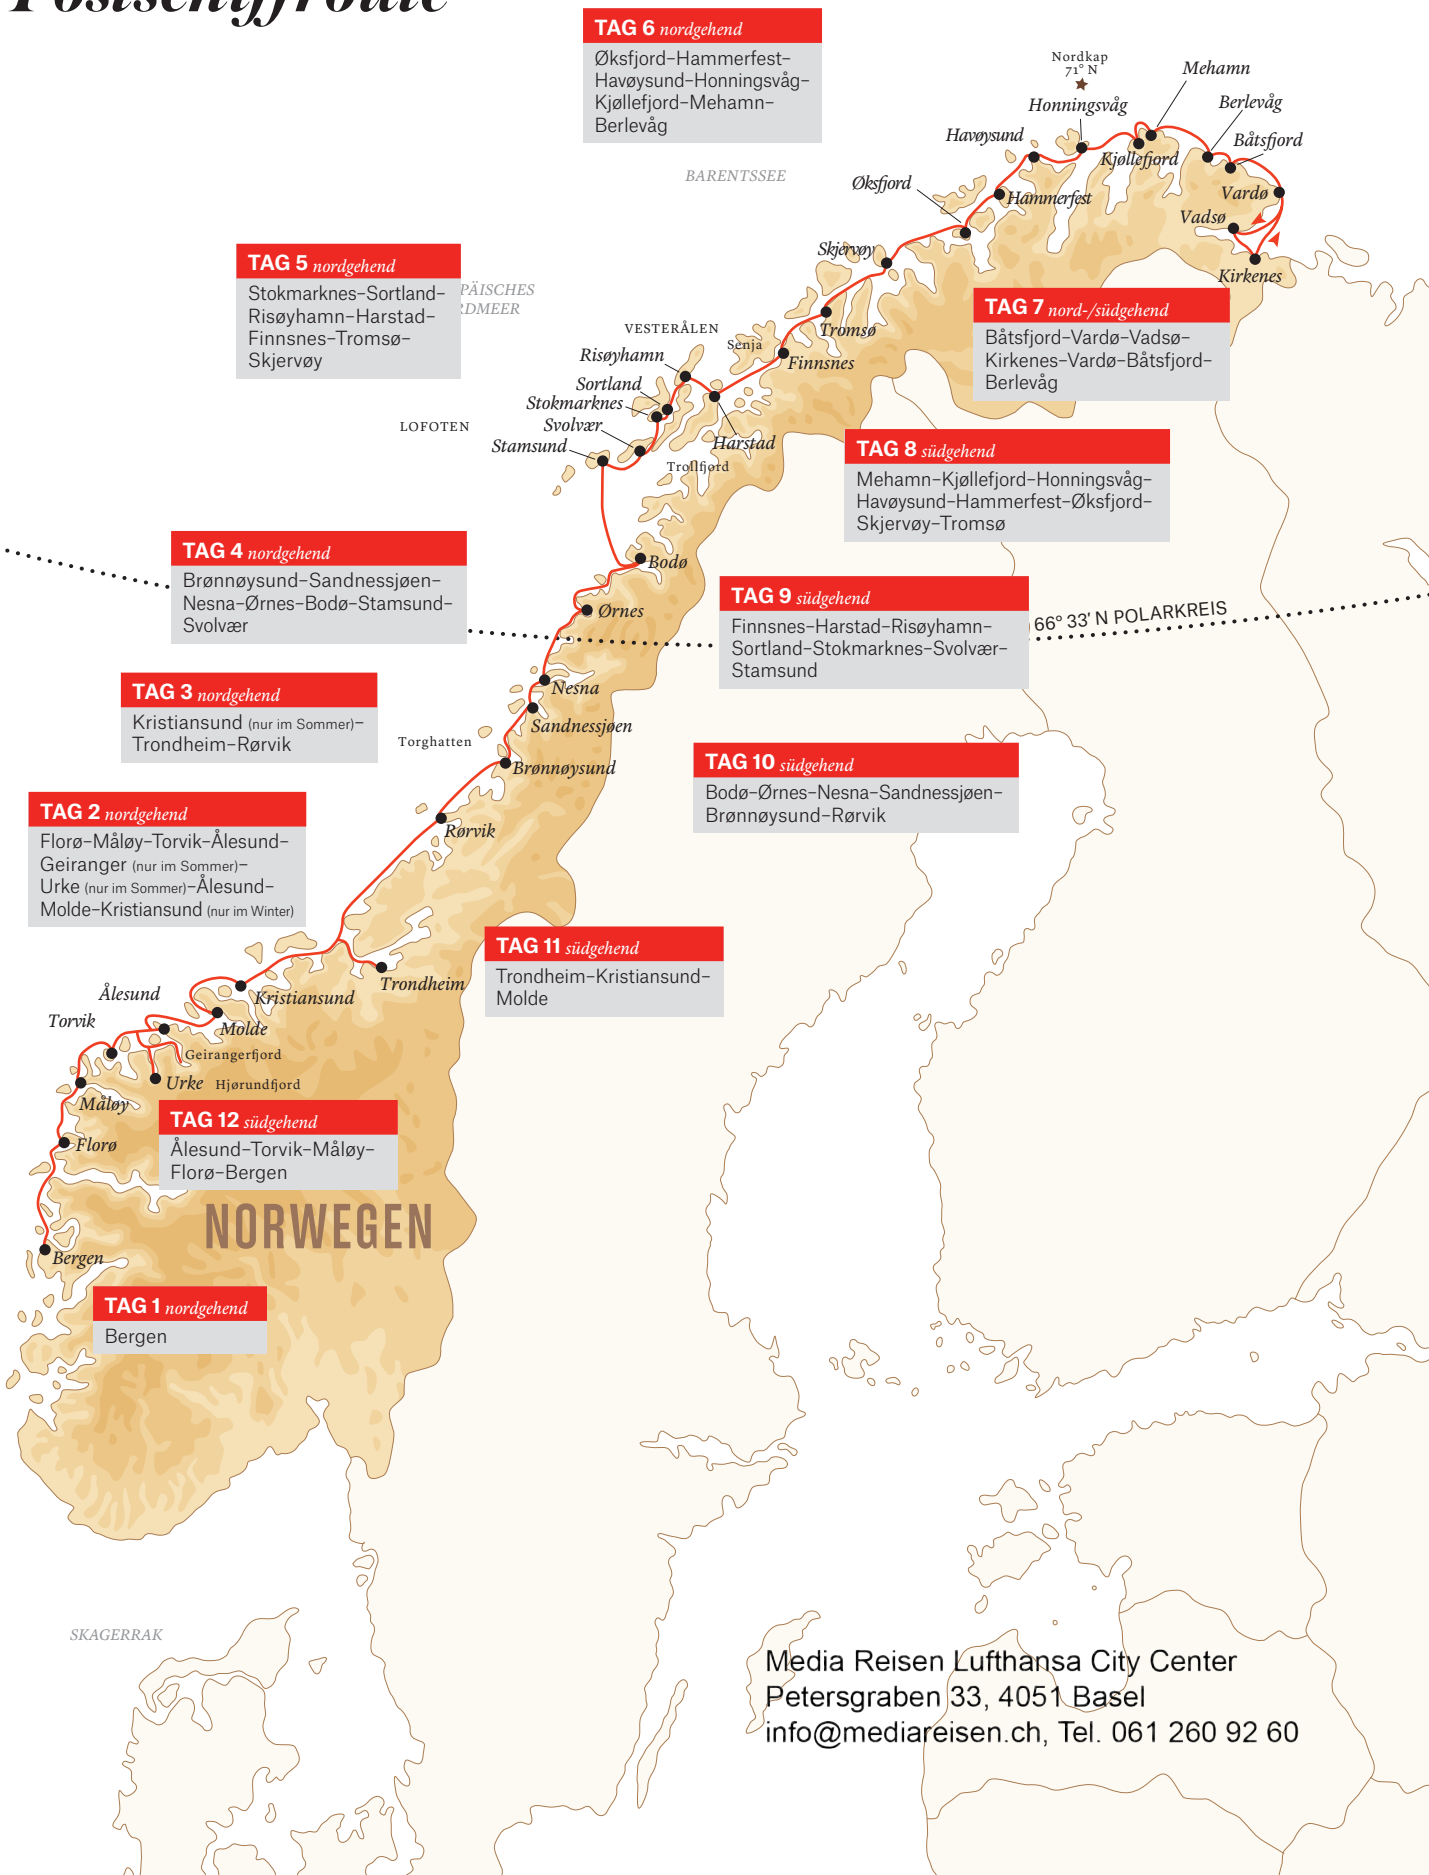 Postschiffroute
TAG 6 nordgehend
Øksfjord–Hammerfest–
Havøysund–Honningsvåg–
Kjøllefjord–Mehamn–
Berlevåg
Nordkap
71° N
Mehamn
Honningsvåg
Berlevåg
Havøysund
Båtsfjord
Kjøllefjord
BARENTSSEE
Øksfjord
Hammerfest
Vardø
Vadsø
Skjervøy
Kirkenes
TAG 5 nordgehend
Stokmarknes–Sortland–
Risøyhamn–Harstad–
Finnsnes–Tromsø–
Skjervøy
PÄISCHES
RDMEER
TAG 7 nord-/südgehend
Båtsfjord–Vardø–Vadsø–
Kirkenes–Vardø–Båtsfjord–
Berlevåg
VESTERÅLEN
Tromsø
Senja
Risøyhamn
Finnsnes
Sortland
Stokmarknes
LOFOTEN
Svolvær
Stamsund
Harstad
Trollfjord
TAG 8 südgehend
Mehamn–Kjøllefjord–Honningsvåg–
Havøysund–Hammerfest–Øksfjord–
Skjervøy–Tromsø
TAG 4 nordgehend
Brønnøysund–Sandnessjøen–
Nesna–Ørnes–Bodø–Stamsund–
Svolvær
Bodø
Ørnes
TAG 9 südgehend
Finnsnes–Harstad–Risøyhamn–
Sortland–Stokmarknes–Svolvær–
Stamsund
66° 33' N POLARKREIS
TAG 3 nordgehend
Kristiansund (nur im Sommer)–
Trondheim–Rørvik
Nesna
Sandnessjøen
Torghatten
Brønnøysund
TAG 10 südgehend
Bodø–Ørnes–Nesna–Sandnessjøen–
Brønnøysund–Rørvik
TAG 2 nordgehend
Florø–Måløy–Torvik–Ålesund–
Geiranger (nur im Sommer)–
Urke (nur im Sommer)–Ålesund–
Molde–Kristiansund (nur im Winter)
Rørvik
TAG 11 südgehend
Trondheim–Kristiansund–
Molde
Trondheim
Ålesund
Kristiansund
Torvik
Molde
Geirangerfjord
Urke
Hjørundfjord
Måløy
TAG 12 südgehend
Ålesund–Torvik–Måløy–
Florø–Bergen
Florø
NORWEGEN
Bergen
TAG 1 nordgehend
Bergen
SKAGERRAK
Media Reisen Lufthansa City Center
Petersgraben 33, 4051 Basel
info@mediareisen.ch, Tel. 061 260 92 60